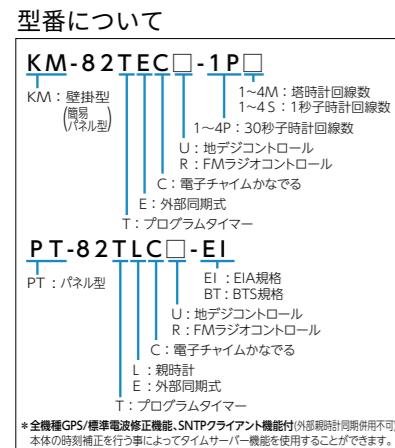 型番について
KM-82TEC□-1P□
KM：壁掛型
(簡易パネル型)
1~4M：塔時計回線数
1~4S：1秒子時計回線数
1~4P：30秒子時計回線数
U：地デジコントロール
R：FMラジオコントロール
C：電子チャイムかなでる
E：外部同期式
T：プログラムタイマー
PT-82TLC□-EI
PT：パネル型
EI：EIA規格
BT：BTS規格
U：地デジコントロール
R：FMラジオコントロール
C：電子チャイムかなでる
L：親時計
E：外部同期式
T：プログラムタイマー
*全機種GPS/標準電波修正機能、SNTPクライアント機能付(外部親時計同期併用不可)
本体の時刻補正を行う事によってタイムサーバー機能を使用することができます。